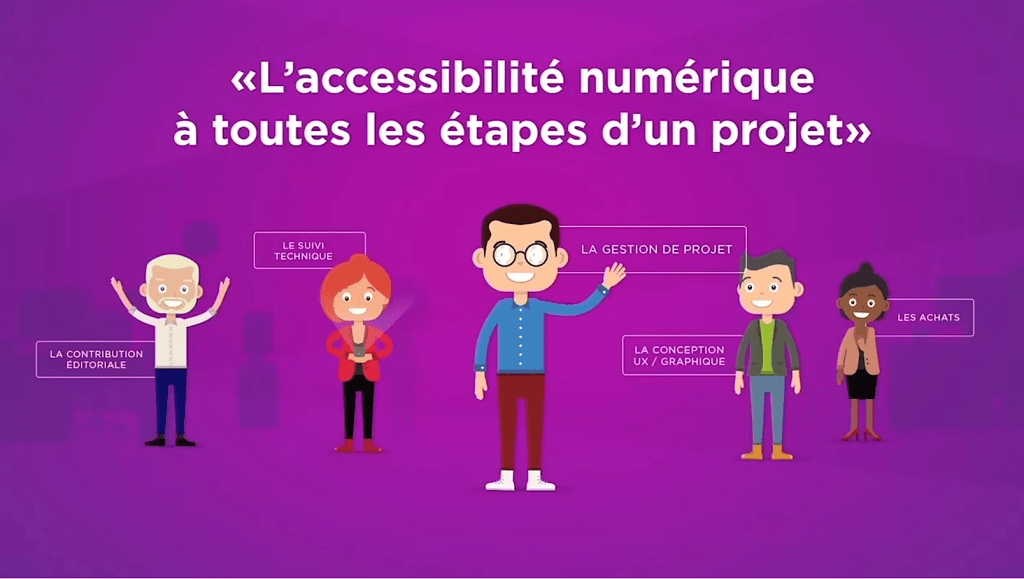 «L’accessibilité numérique
à toutes les étapes d’un projet»
LA CONTRIBUTION
ÉDITORIALE
LE SUIVI
TECHNIQUE
LA GESTION DE PROJET
LA CONCEPTION
UX / GRAPHIQUE
LES ACHATS